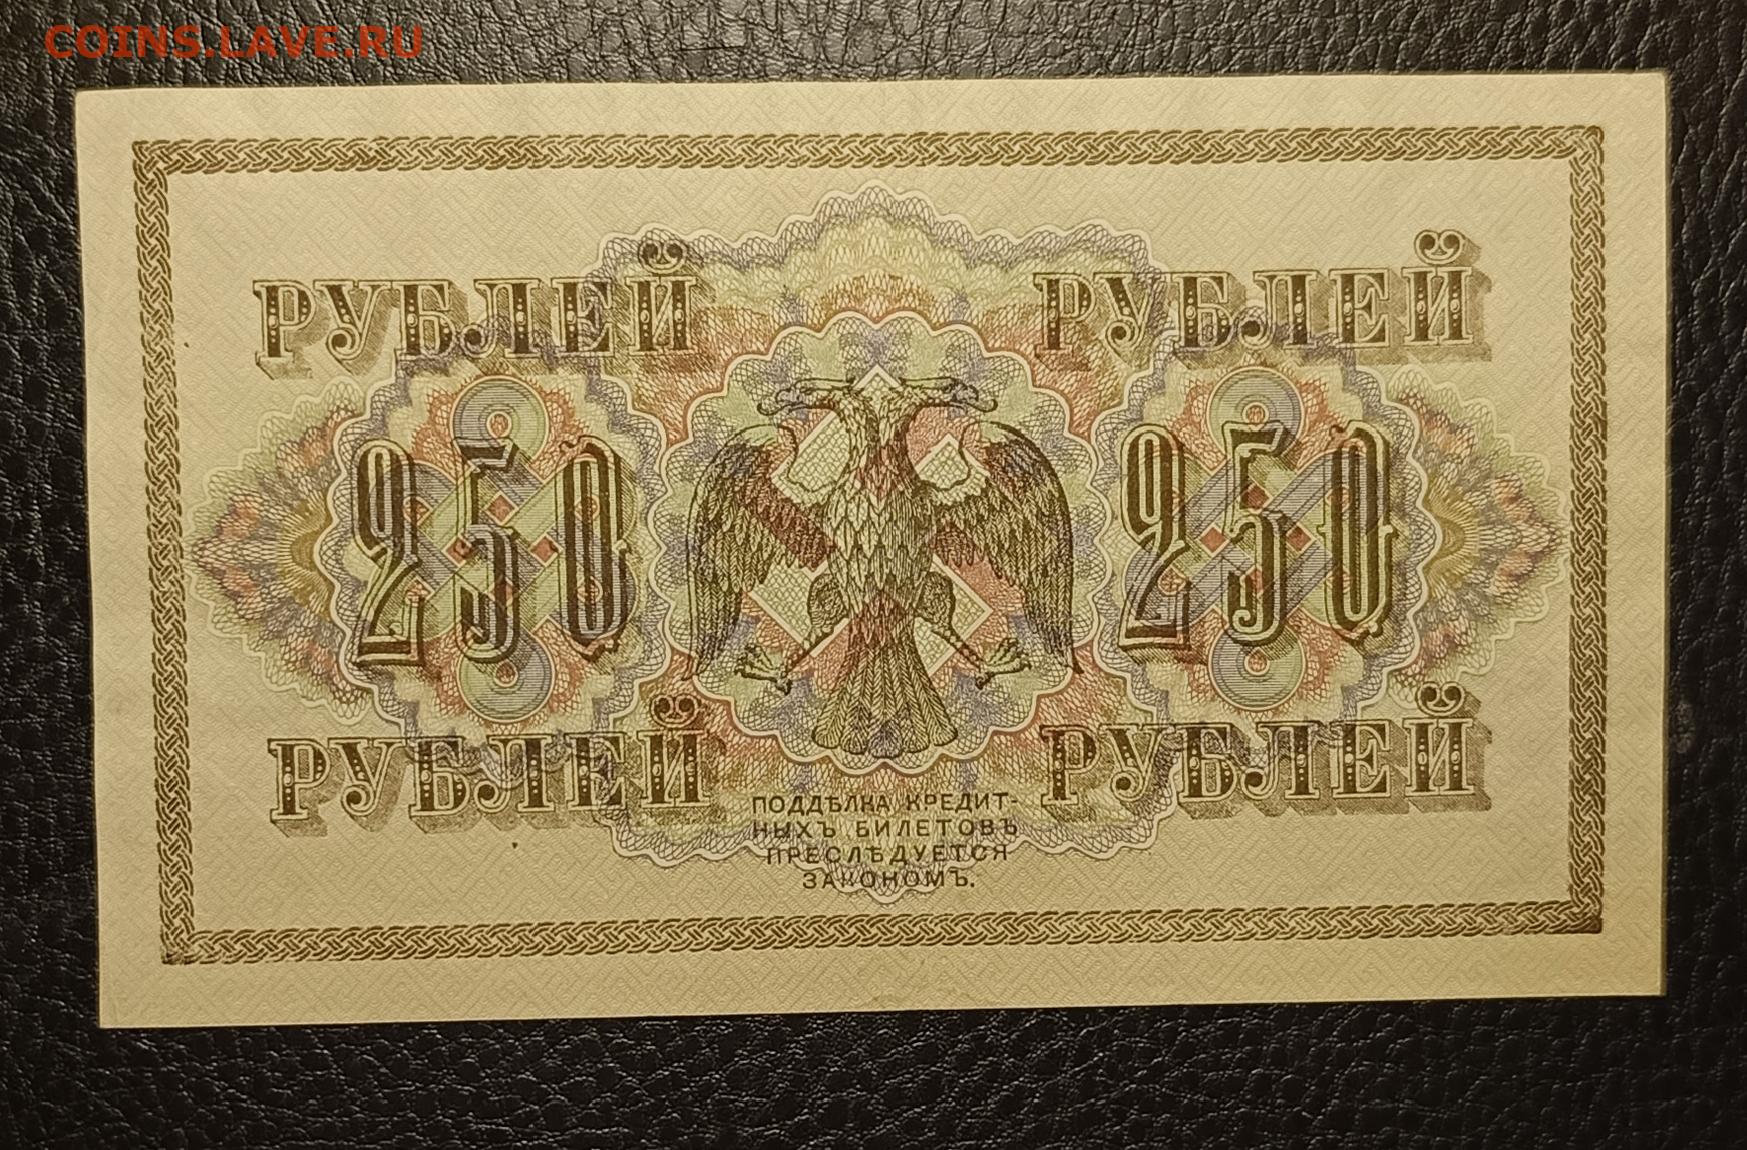 COINS.LAVE.RU
РУБЛЕЙ РУБЛЕЙ
250 250
РУБЛЕЙ РУБЛЕЙ
ПОДДѢЛКА КРЕДИТ-
НЫХЪ БИЛЕТОВЪ
ПРЕСЛѢДУЕТСЯ
ЗАКОНОМЪ.